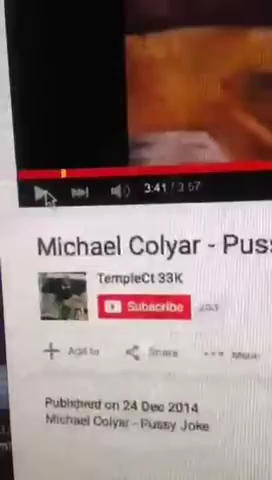 3:41 / 3:57
Michael Colyar - Pus
TempleCt 33K
Subscribe
Add to Share More
Published on 24 Dec 2014
Michael Colyar - Pussy Joke